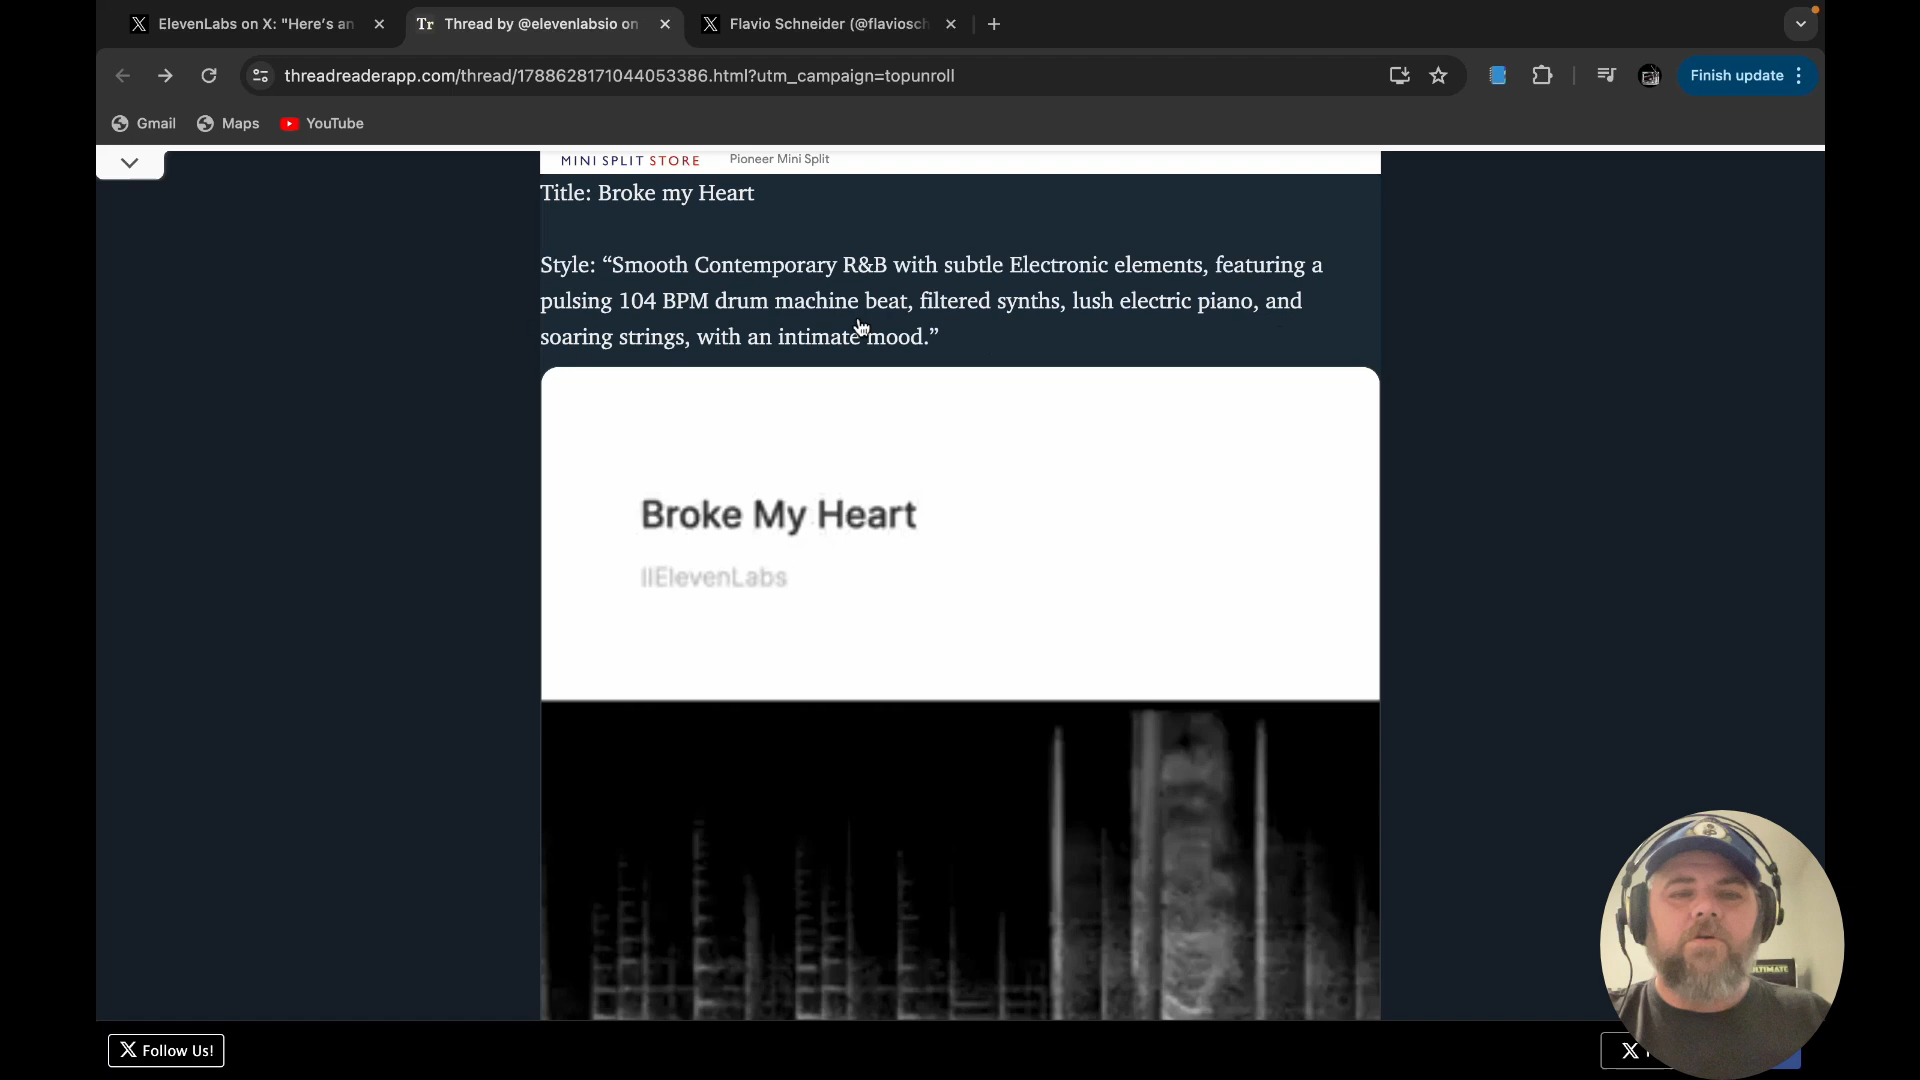 ElevenLabs on X: "Here's an
Thread by @elevenlabsio on
Flavio Schneider (@flaviosch
threadreaderapp.com/thread/1788628171044053386.html?utm_campaign=topunroll
Finish update
Gmail
Maps
YouTube
MINI SPLIT STORE
Pioneer Mini Split
Title: Broke my Heart
Style: “Smooth Contemporary R&B with subtle Electronic elements, featuring a
pulsing 104 BPM drum machine beat, filtered synths, lush electric piano, and
soaring strings, with an intimate mood.”
Broke My Heart
IIElevenLabs
X Follow Us!
X